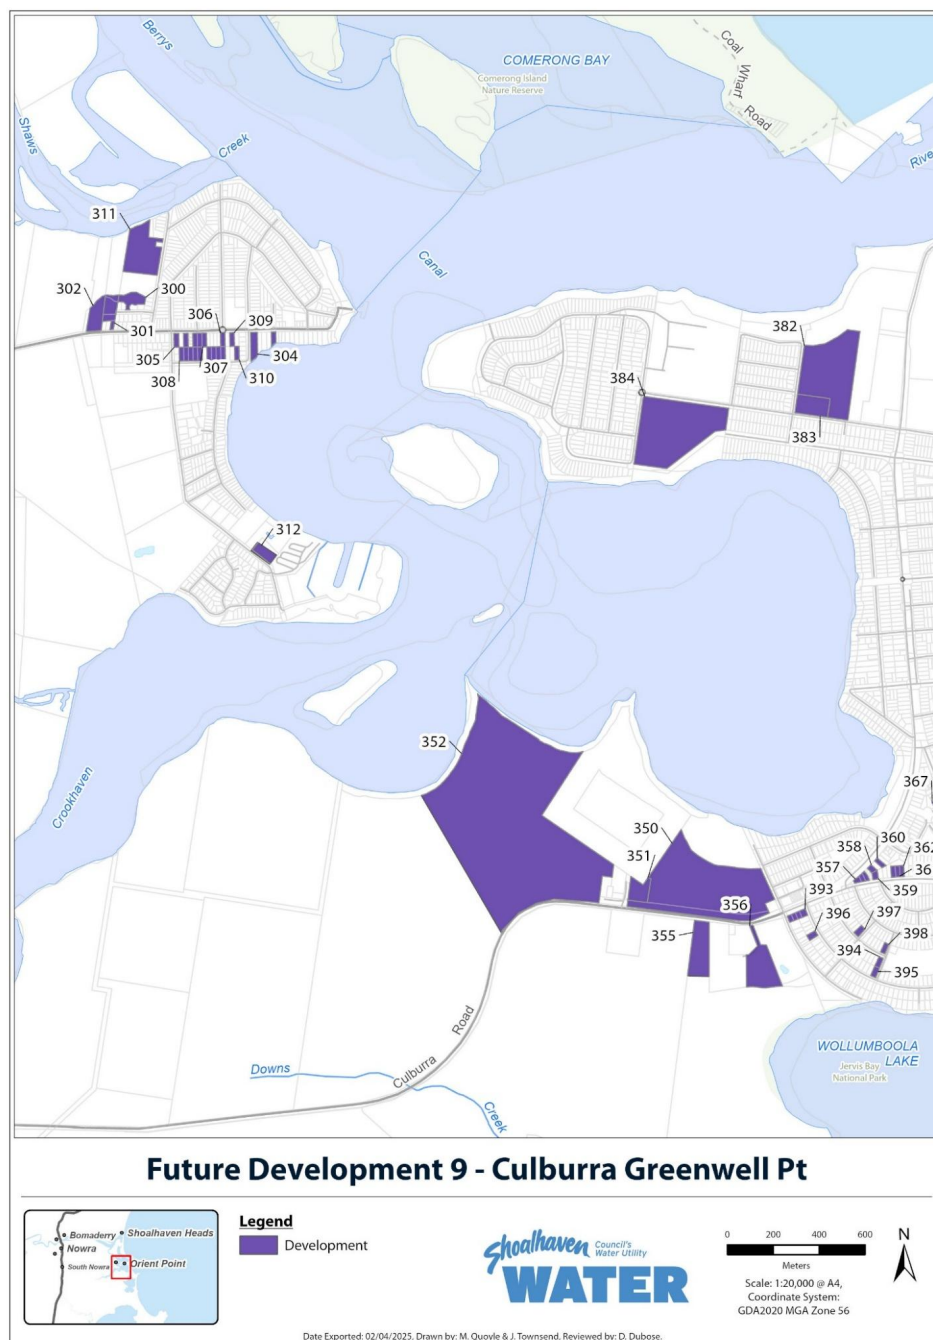 Berrys
COMERONG BAY
Comerong Island
Nature Reserve
Coal
Wharf
Road
Shaws
Creek
River
311
Canal
302
300
306
309
301
305
304
307
310
308
382
384
383
312
352
367
350
360
358
362
351
357
361
393
359
356
396
397
398
355
394
395
Crookhaven
Road
Culburra
Downs
Creek
WOLLUMBOOLA
LAKE
Jervis Bay
National Park
Future Development 9 - Culburra Greenwell Pt
Bomaderry
Shoalhaven Heads
Nowra
South Nowra
Orient Point
Legend
Development
Shoalhaven Council's
Water Utility
WATER
0 200 400 600
Meters
Scale: 1:20,000 @ A4,
Coordinate System:
GDA2020 MGA Zone 56
N
Date Exported: 02/04/2025. Drawn by: M. Quoyle & J. Townsend. Reviewed by: D. Dubose.